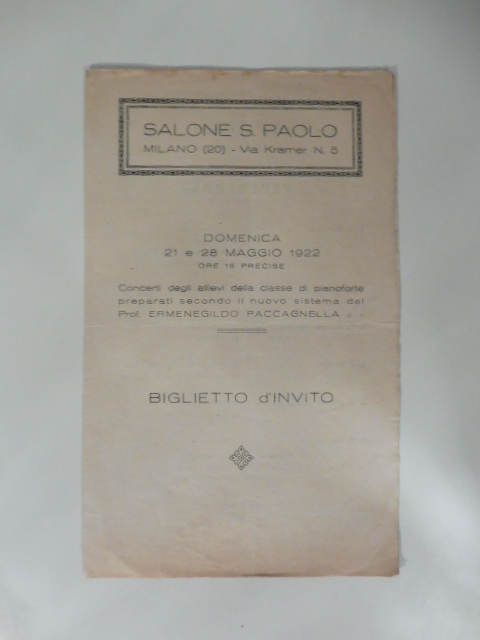 SALONE S. PAOLO
MILANO (20) - Via Kramer N. 5
DOMENICA
21 e 28 MAGGIO 1922
ORE 16 PRECISE
Concerti degli allievi della classe di pianoforte
preparati secondo il nuovo sistema del
Prof. ERMENEGILDO PACCAGNELLA
BIGLIETTO d'INVITO